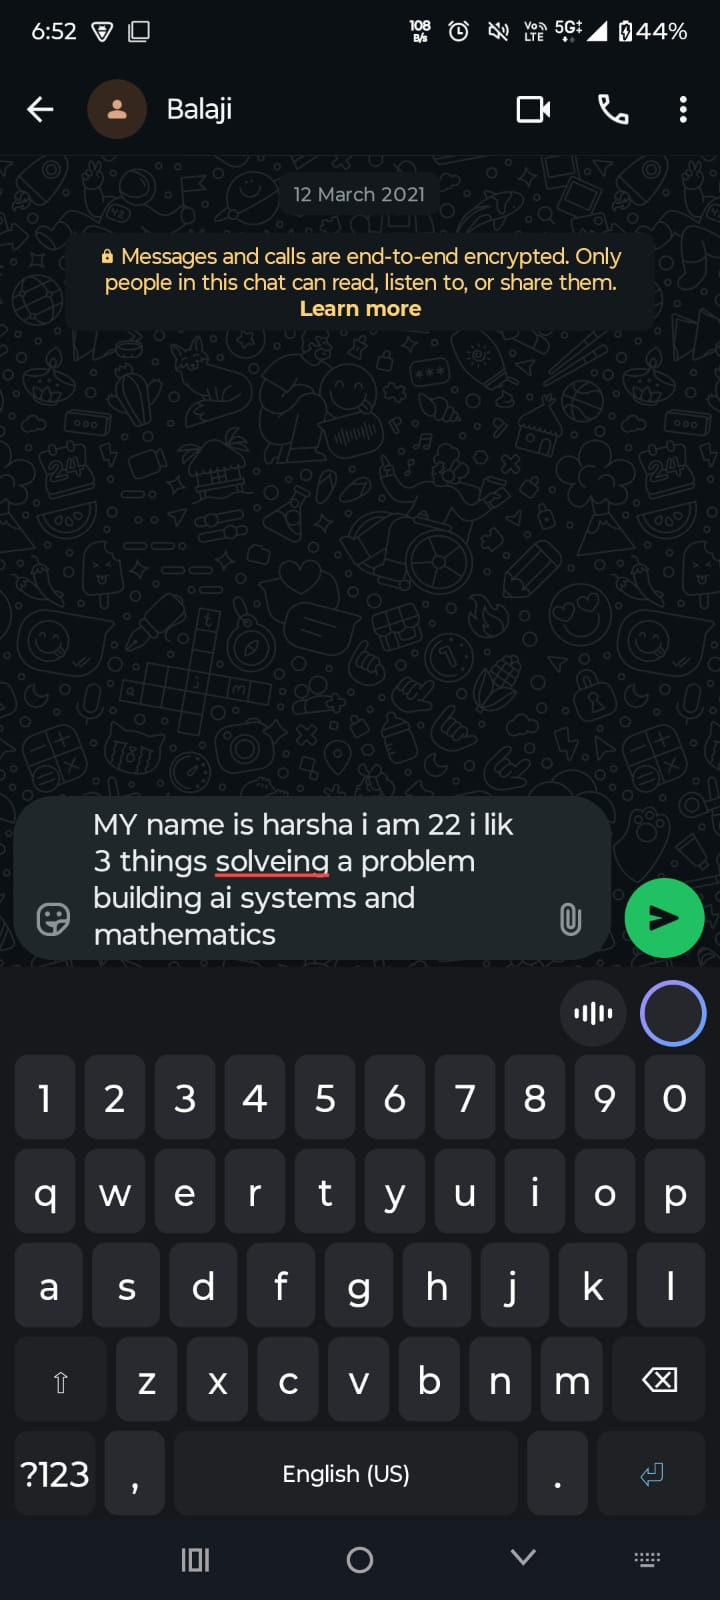 6:52 108 B/s Vo) LTE 5G 44%
Balaji
12 March 2021
Messages and calls are end-to-end encrypted. Only
people in this chat can read, listen to, or share them.
Learn more
MY name is harsha i am 22 i lik
3 things solveing a problem
building ai systems and
mathematics
1 2 3 4 5 6 7 8 9 0
q w e r t y u i o p
a s d f g h j k l
z x c v b n m
?123 , English (US) .